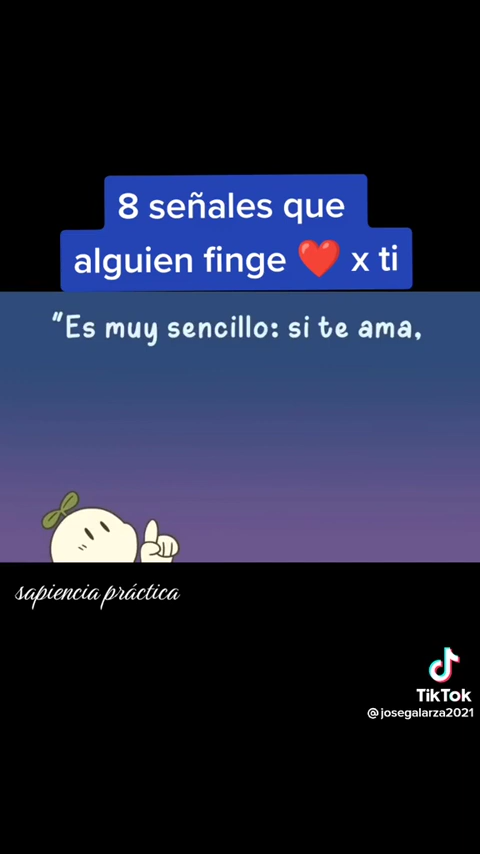 8 señales que
alguien finge ❤️ x ti
"Es muy sencillo: si te ama,
sapiencia práctica
TikTok
@josegalarza2021